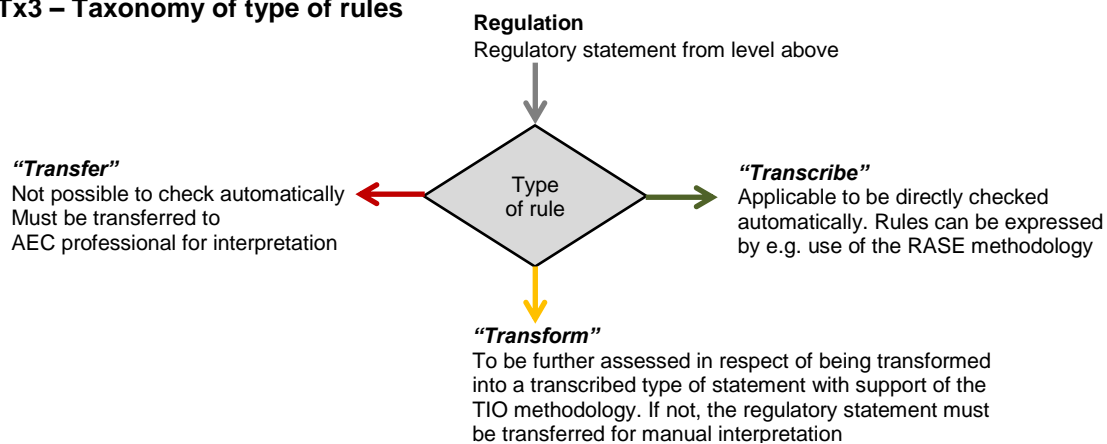 Tx3 – Taxonomy of type of rules
Regulation
Regulatory statement from level above
“Transfer”
Not possible to check automatically
Must be transferred to
AEC professional for interpretation
Type
of rule
“Transcribe”
Applicable to be directly checked
automatically. Rules can be expressed
by e.g. use of the RASE methodology
“Transform”
To be further assessed in respect of being transformed
into a transcribed type of statement with support of the
TIO methodology. If not, the regulatory statement must
be transferred for manual interpretation